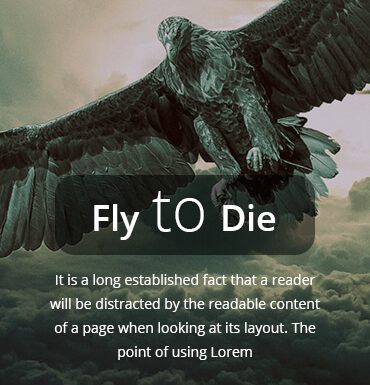 Fly to Die
It is a long established fact that a reader
will be distracted by the readable content
of a page when looking at its layout. The
point of using Lorem